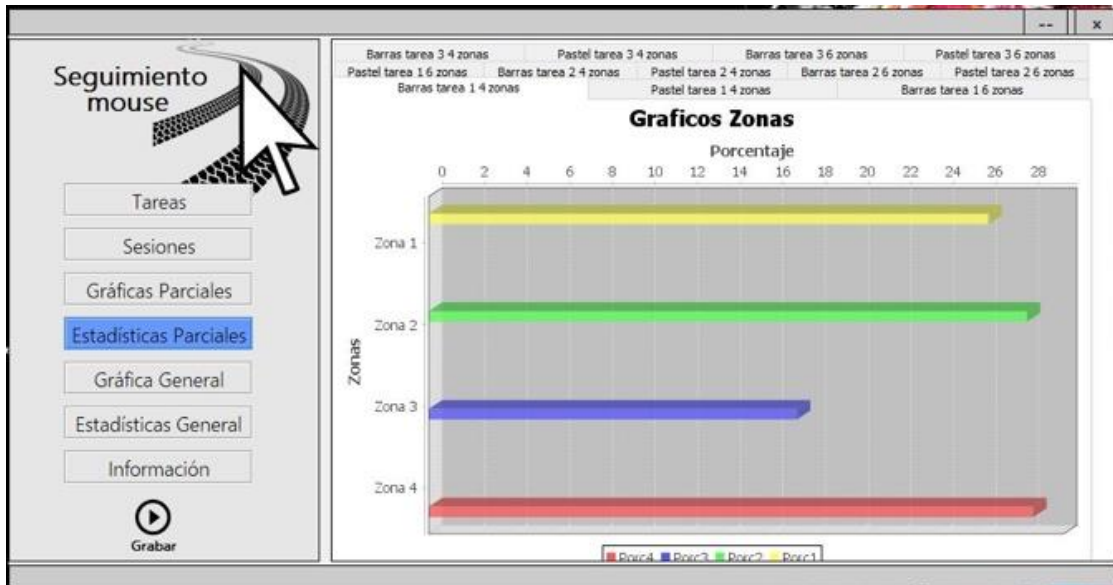 -- x
Seguimiento
mouse
Tareas
Sesiones
Gráficas Parciales
Estadísticas Parciales
Gráfica General
Estadísticas General
Información
Grabar
Barras tarea 3 4 zonas Pastel tarea 3 4 zonas Barras tarea 3 6 zonas Pastel tarea 3 6 zonas
Pastel tarea 1 6 zonas Barras tarea 2 4 zonas Pastel tarea 2 4 zonas Barras tarea 2 6 zonas Pastel tarea 2 6 zonas
Barras tarea 1 4 zonas Pastel tarea 1 4 zonas Barras tarea 1 6 zonas
Graficos Zonas
Porcentaje
0 2 4 6 8 10 12 14 16 18 20 22 24 26 28
Zonas
Zona 1
Zona 2
Zona 3
Zona 4
Porc4 Porc3 Porc2 Porc1